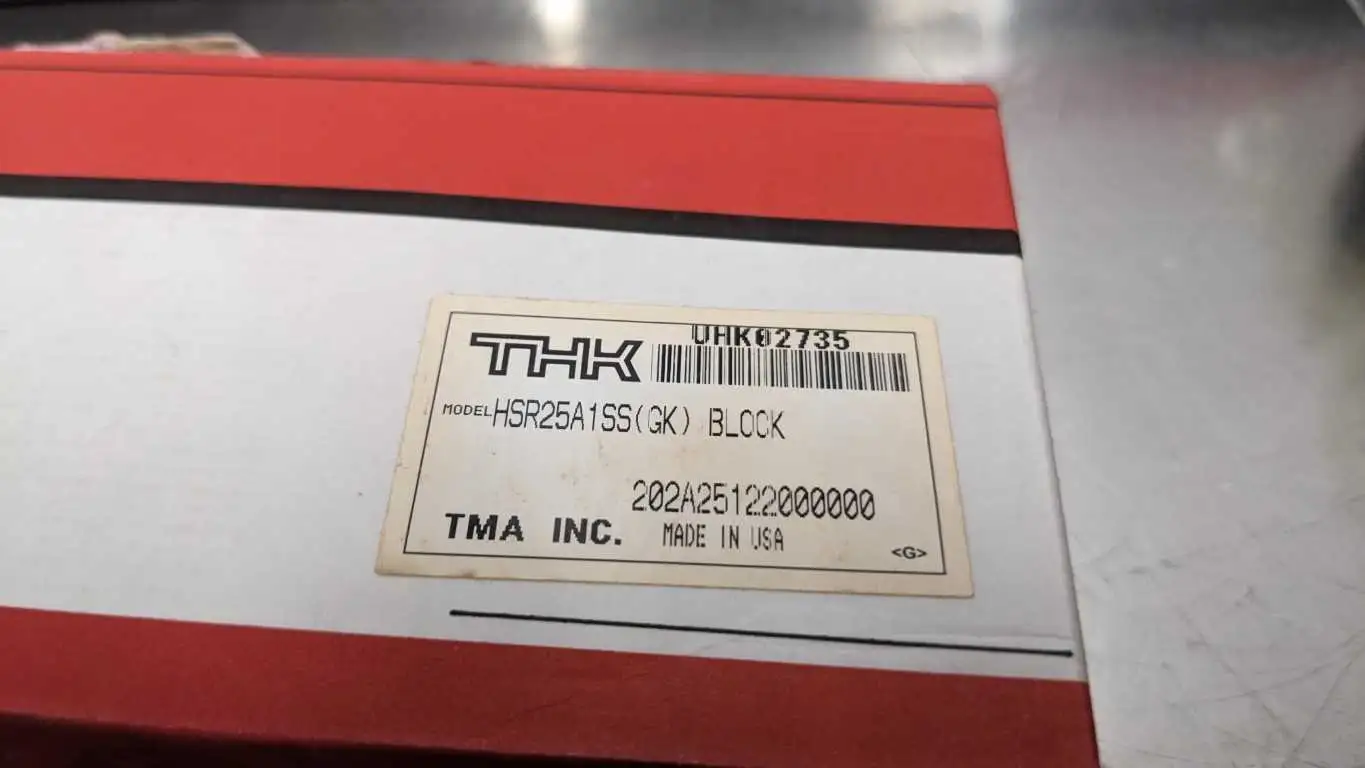 THK UHK02735
MODEL HSR25A1SS(GK) BLOCK
202A25122000000
TMA INC. MADE IN USA
<G>